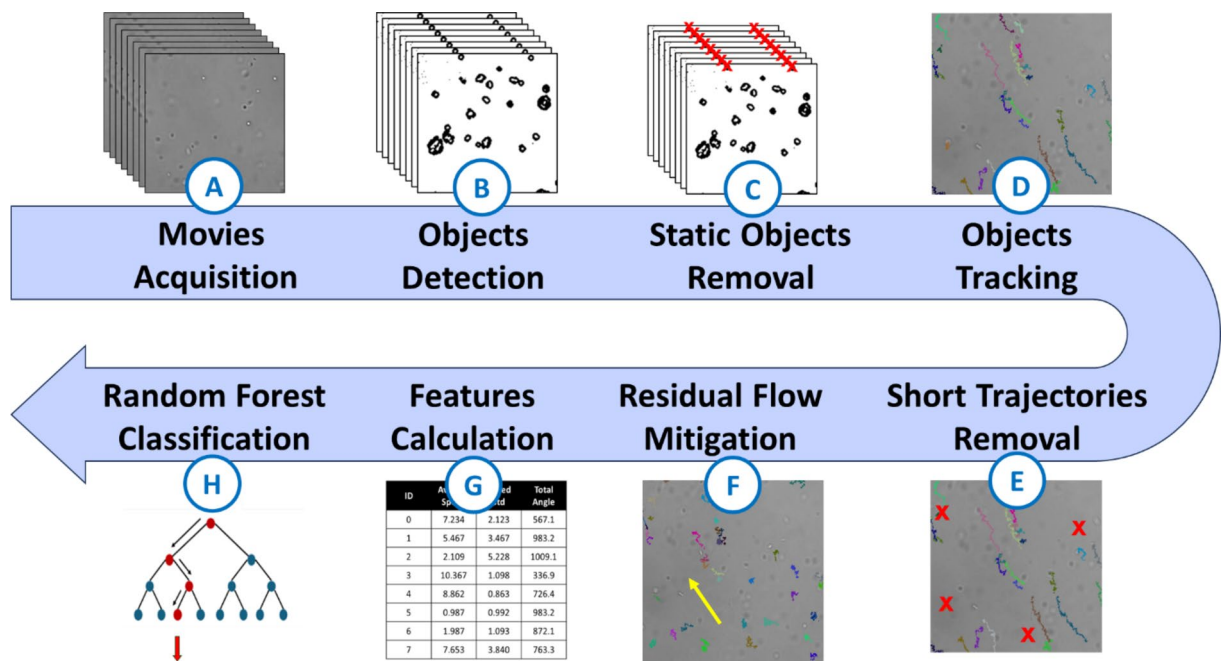 A
Movies
Acquisition
B
Objects
Detection
C
Static Objects
Removal
D
Objects
Tracking
Short Trajectories
Removal
E
X
X
X
X
Residual Flow
Mitigation
F
Features
Calculation
G
ID Total
Angle
0 7.234 2.123 567.1
1 5.467 3.467 983.2
2 2.109 5.228 1009.1
3 10.367 1.098 336.9
4 8.862 0.863 726.4
5 0.987 0.992 983.2
6 1.987 1.093 872.1
7 7.653 3.840 763.3
Random Forest
Classification
H